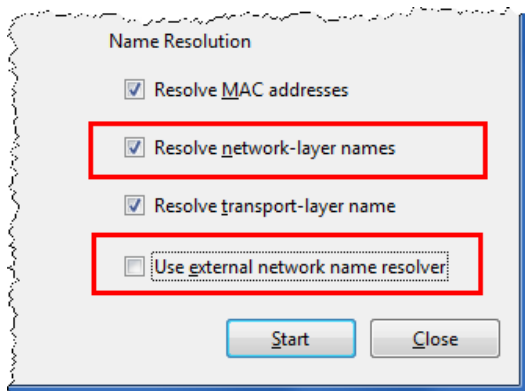 Name Resolution
Resolve MAC addresses
Resolve network-layer names
Resolve transport-layer name
Use external network name resolver
Start Close